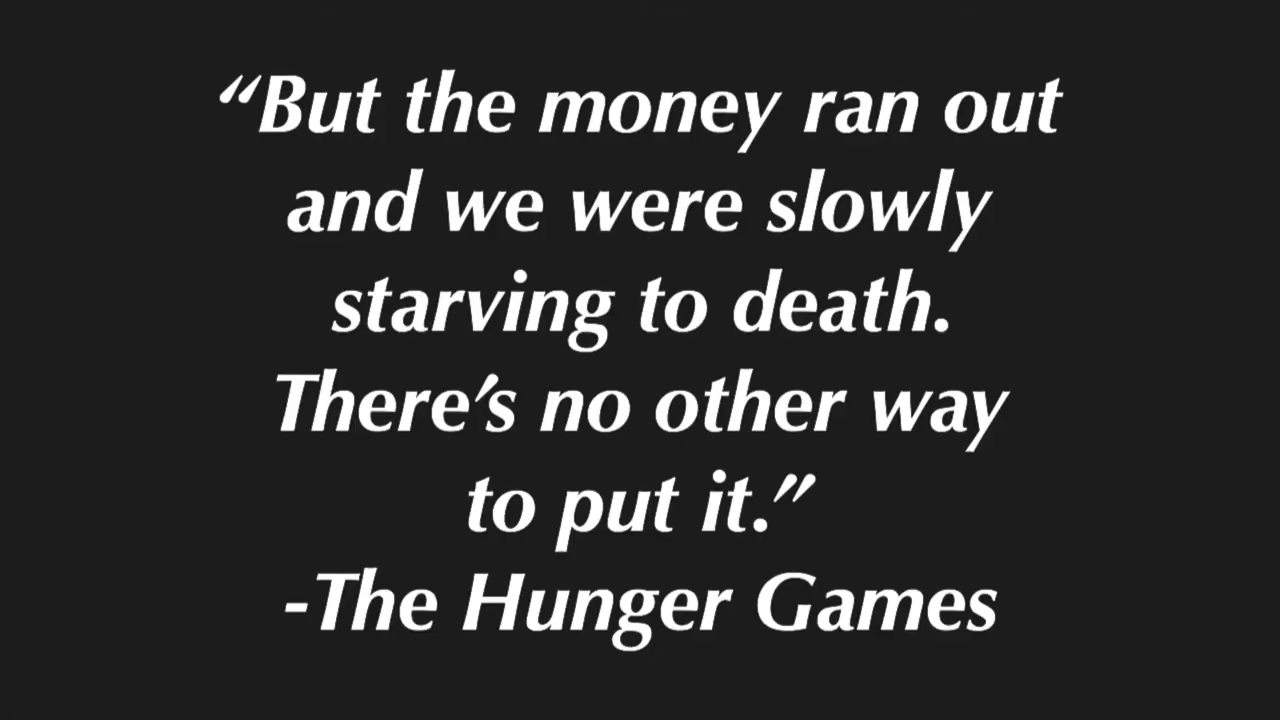 “But the money ran out
and we were slowly
starving to death.
There’s no other way
to put it.”
-The Hunger Games